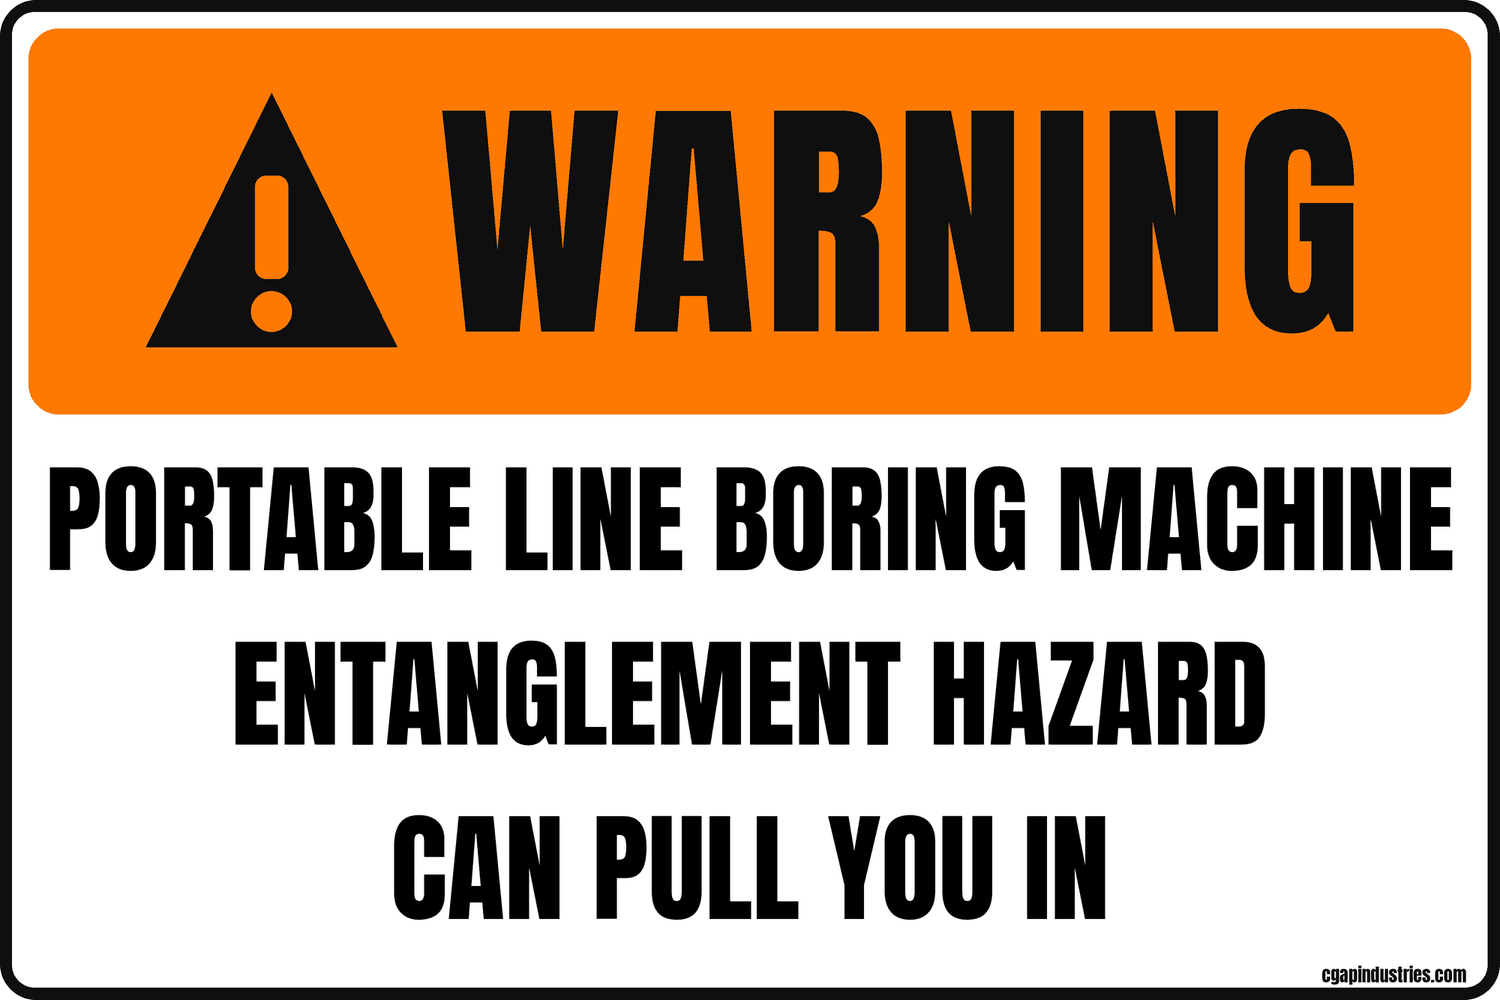 WARNING
PORTABLE LINE BORING MACHINE
ENTANGLEMENT HAZARD
CAN PULL YOU IN
cgapindustries.com